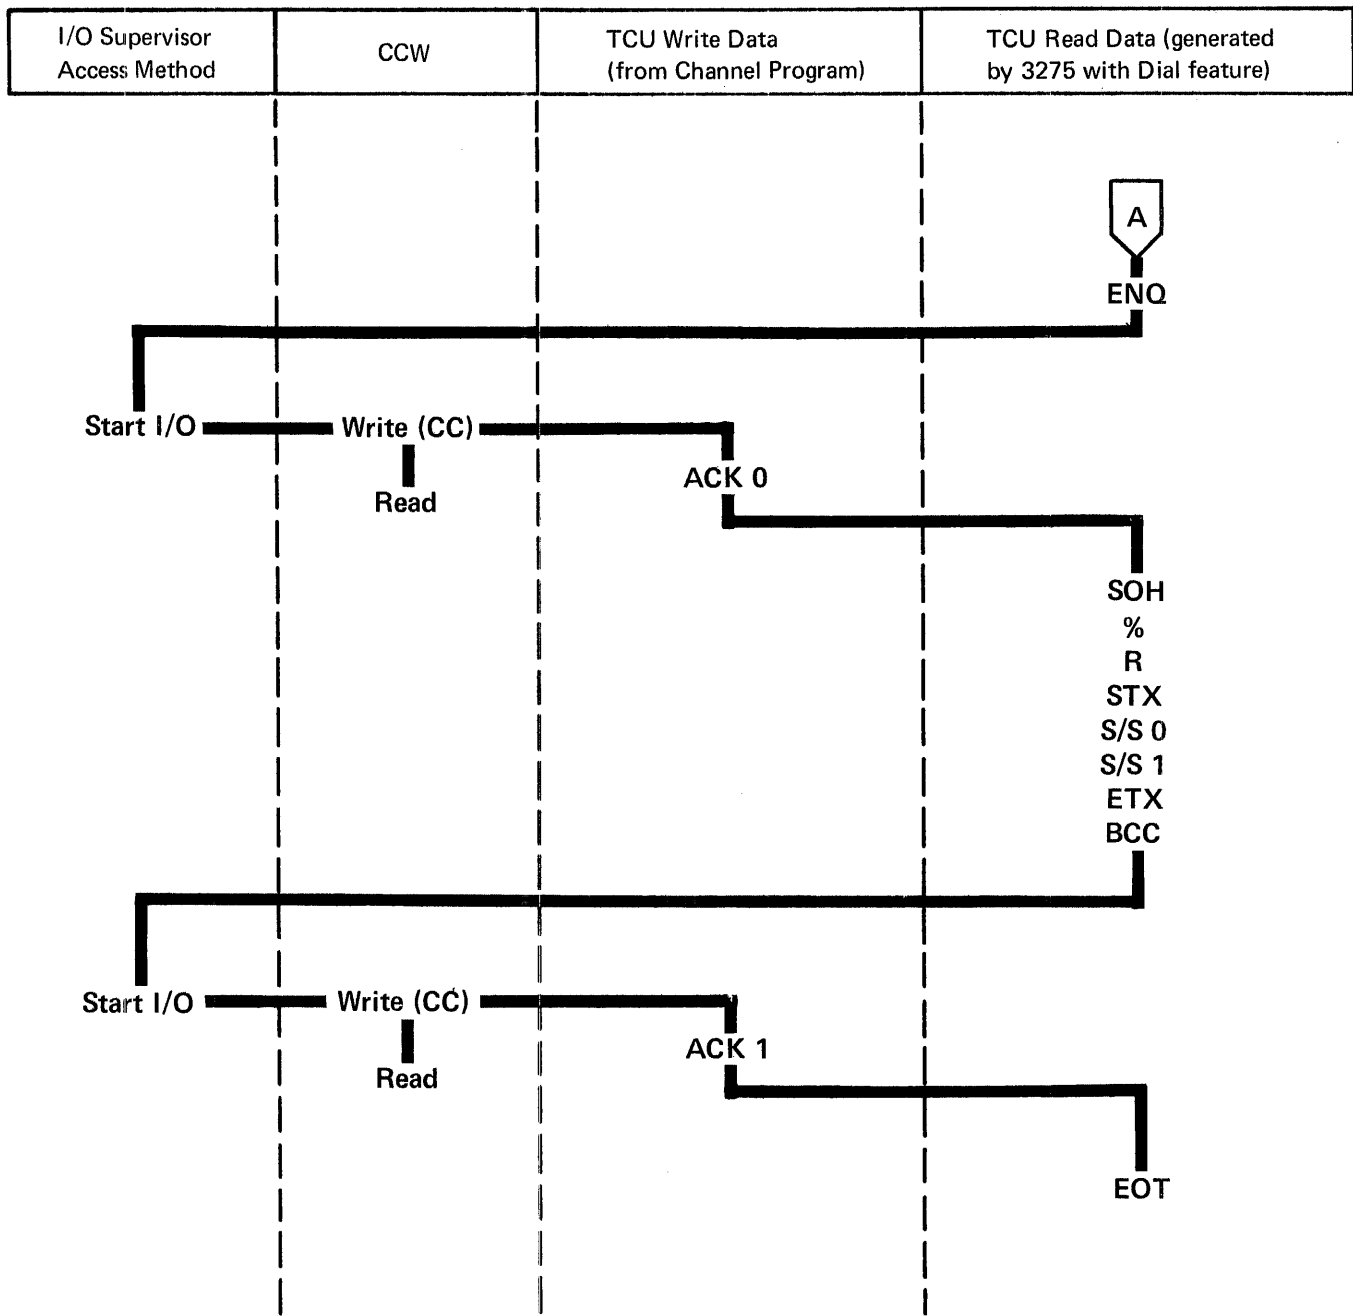 I/O Supervisor
Access Method
CCW
TCU Write Data
(from Channel Program)
TCU Read Data (generated
by 3275 with Dial feature)
A
ENQ
Start I/O
Write (CC)
Read
ACK 0
SOH
%
R
STX
S/S 0
S/S 1
ETX
BCC
Start I/O
Write (CC)
Read
ACK 1
EOT